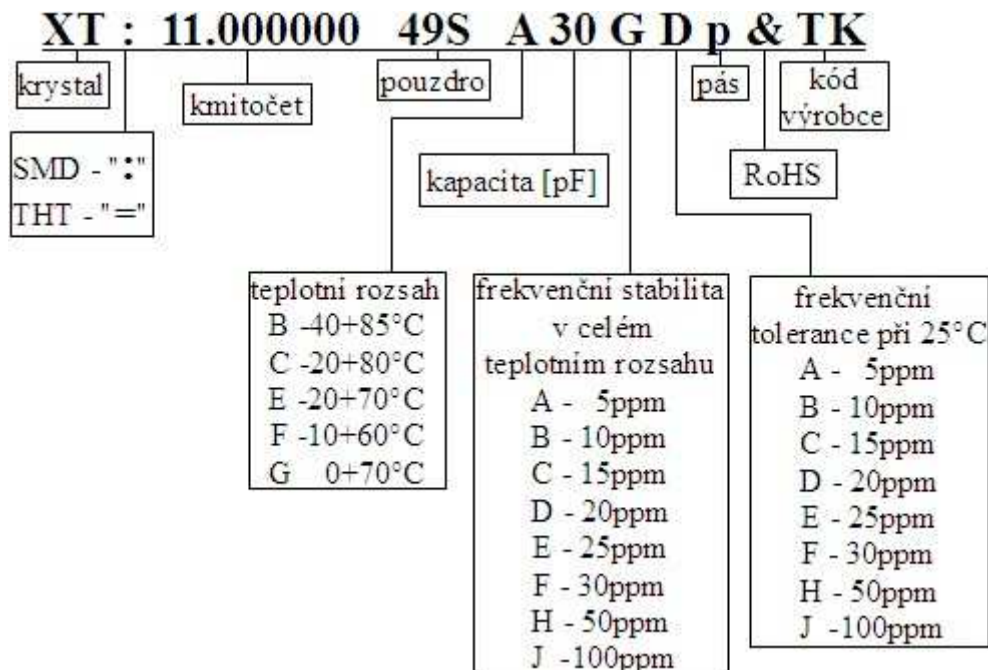 XT : 11.000000 49S A 30 G D p & TK
krystal
kmitočet
pouzdro
pás
kód
výrobce
SMD - ":"
THT - "="
kapacita [pF]
RoHS
teplotní rozsah
B -40+85°C
C -20+80°C
E -20+70°C
F -10+60°C
G 0+70°C
frekvenční stabilita
v celém
teplotním rozsahu
A - 5ppm
B - 10ppm
C - 15ppm
D - 20ppm
E - 25ppm
F - 30ppm
H - 50ppm
J -100ppm
frekvenční
tolerance při 25°C
A - 5ppm
B - 10ppm
C - 15ppm
D - 20ppm
E - 25ppm
F - 30ppm
H - 50ppm
J -100ppm